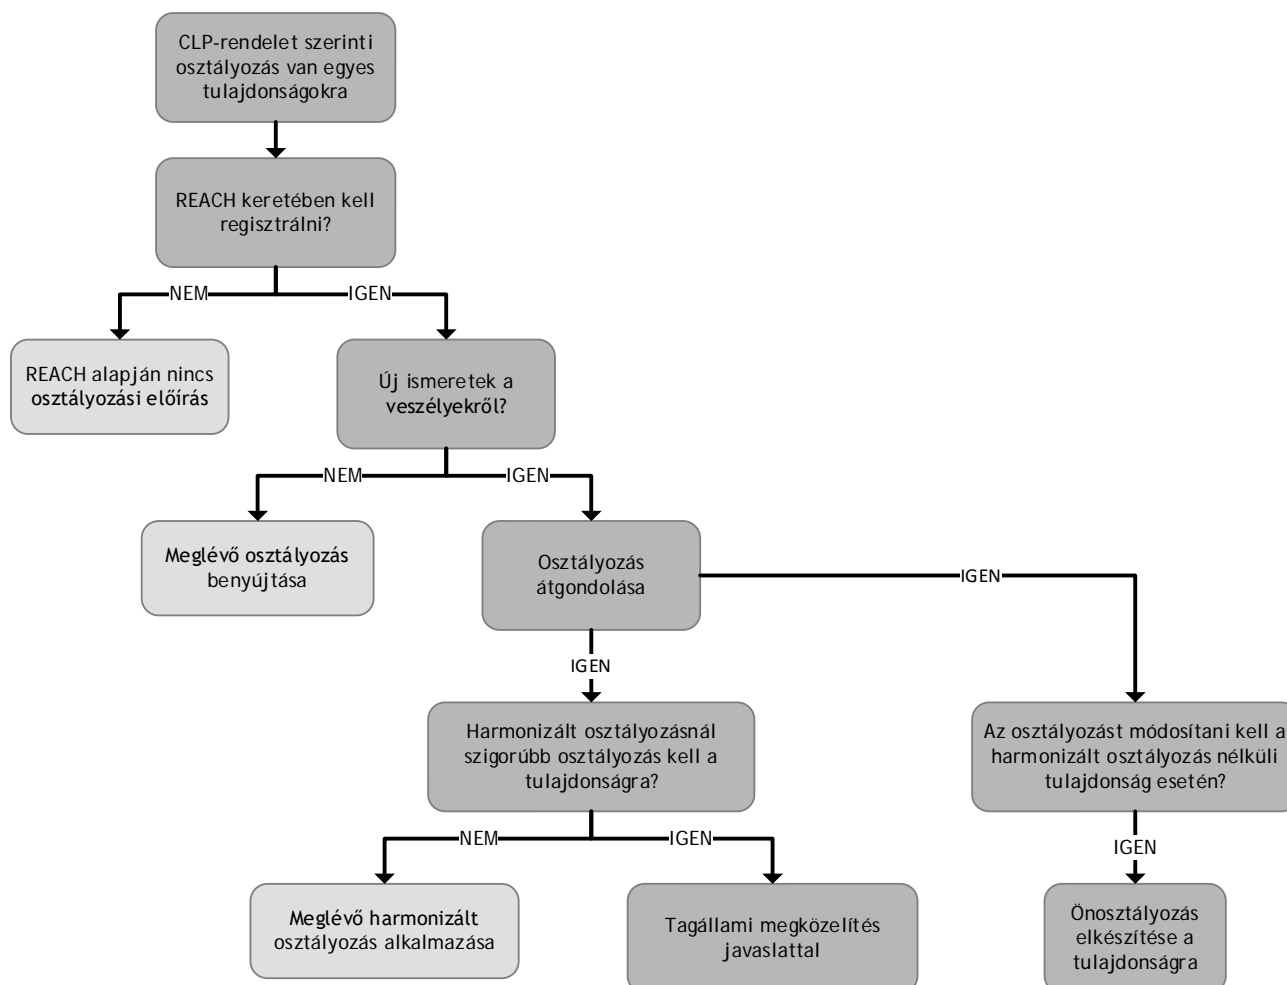 CLP-rendelet szerinti
osztályozás van egyes
tulajdonságokra
REACH keretében kell
regisztrálni?
NEM
IGEN
REACH alapján nincs
osztályozási előírás
Új ismeretek a
veszélyekről?
NEM
IGEN
Meglévő osztályozás
benyújtása
Osztályozás
átgondolása
IGEN
IGEN
Harmonizált osztályozásnál
szigorúbb osztályozás kell a
tulajdonságra?
Az osztályozást módosítani kell a
harmonizált osztályozás nélküli
tulajdonság esetén?
NEM
IGEN
IGEN
Meglévő harmonizált
osztályozás alkalmazása
Tagállami megközelítés
javaslattal
Önosztályozás
elkészítése a
tulajdonságra